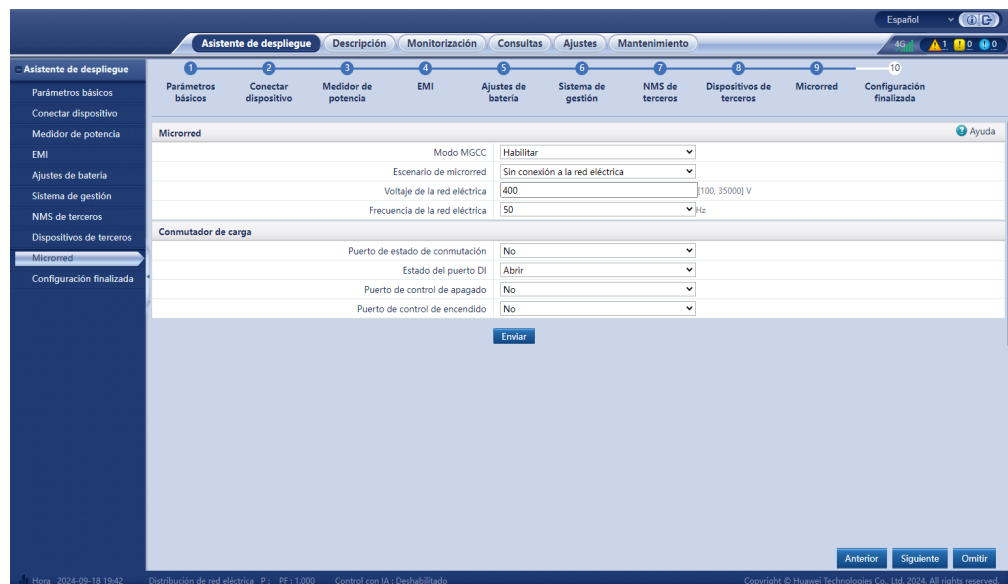 Español
Asistente de despliegue Descripción Monitorización Consultas Ajustes Mantenimiento
4G 1 0 0
Asistente de despliegue
Parámetros básicos
Conectar dispositivo
Medidor de potencia
EMI
Ajustes de batería
Sistema de gestión
NMS de terceros
Dispositivos de terceros
Microrred
Configuración finalizada
1 2 3 4 5 6 7 8 9 10
Parámetros básicos
Conectar dispositivo
Medidor de potencia
EMI
Ajustes de batería
Sistema de gestión
NMS de terceros
Dispositivos de terceros
Microrred
Configuración finalizada
Microrred Ayuda
Modo MGCC Habilitar
Escenario de microrred Sin conexión a la red eléctrica
Voltaje de la red eléctrica 400 [100, 35000] V
Frecuencia de la red eléctrica 50 Hz
Conmutador de carga
Puerto de estado de conmutación No
Estado del puerto DI Abrir
Puerto de control de apagado No
Puerto de control de encendido No
Enviar
Anterior Siguiente Omitir
Hora 2024-09-18 19:42 Distribución de red eléctrica P : PF : 1.000 Control con IA : Deshabilitado Copyright © Huawei Technologies Co., Ltd. 2024. All rights reserved.